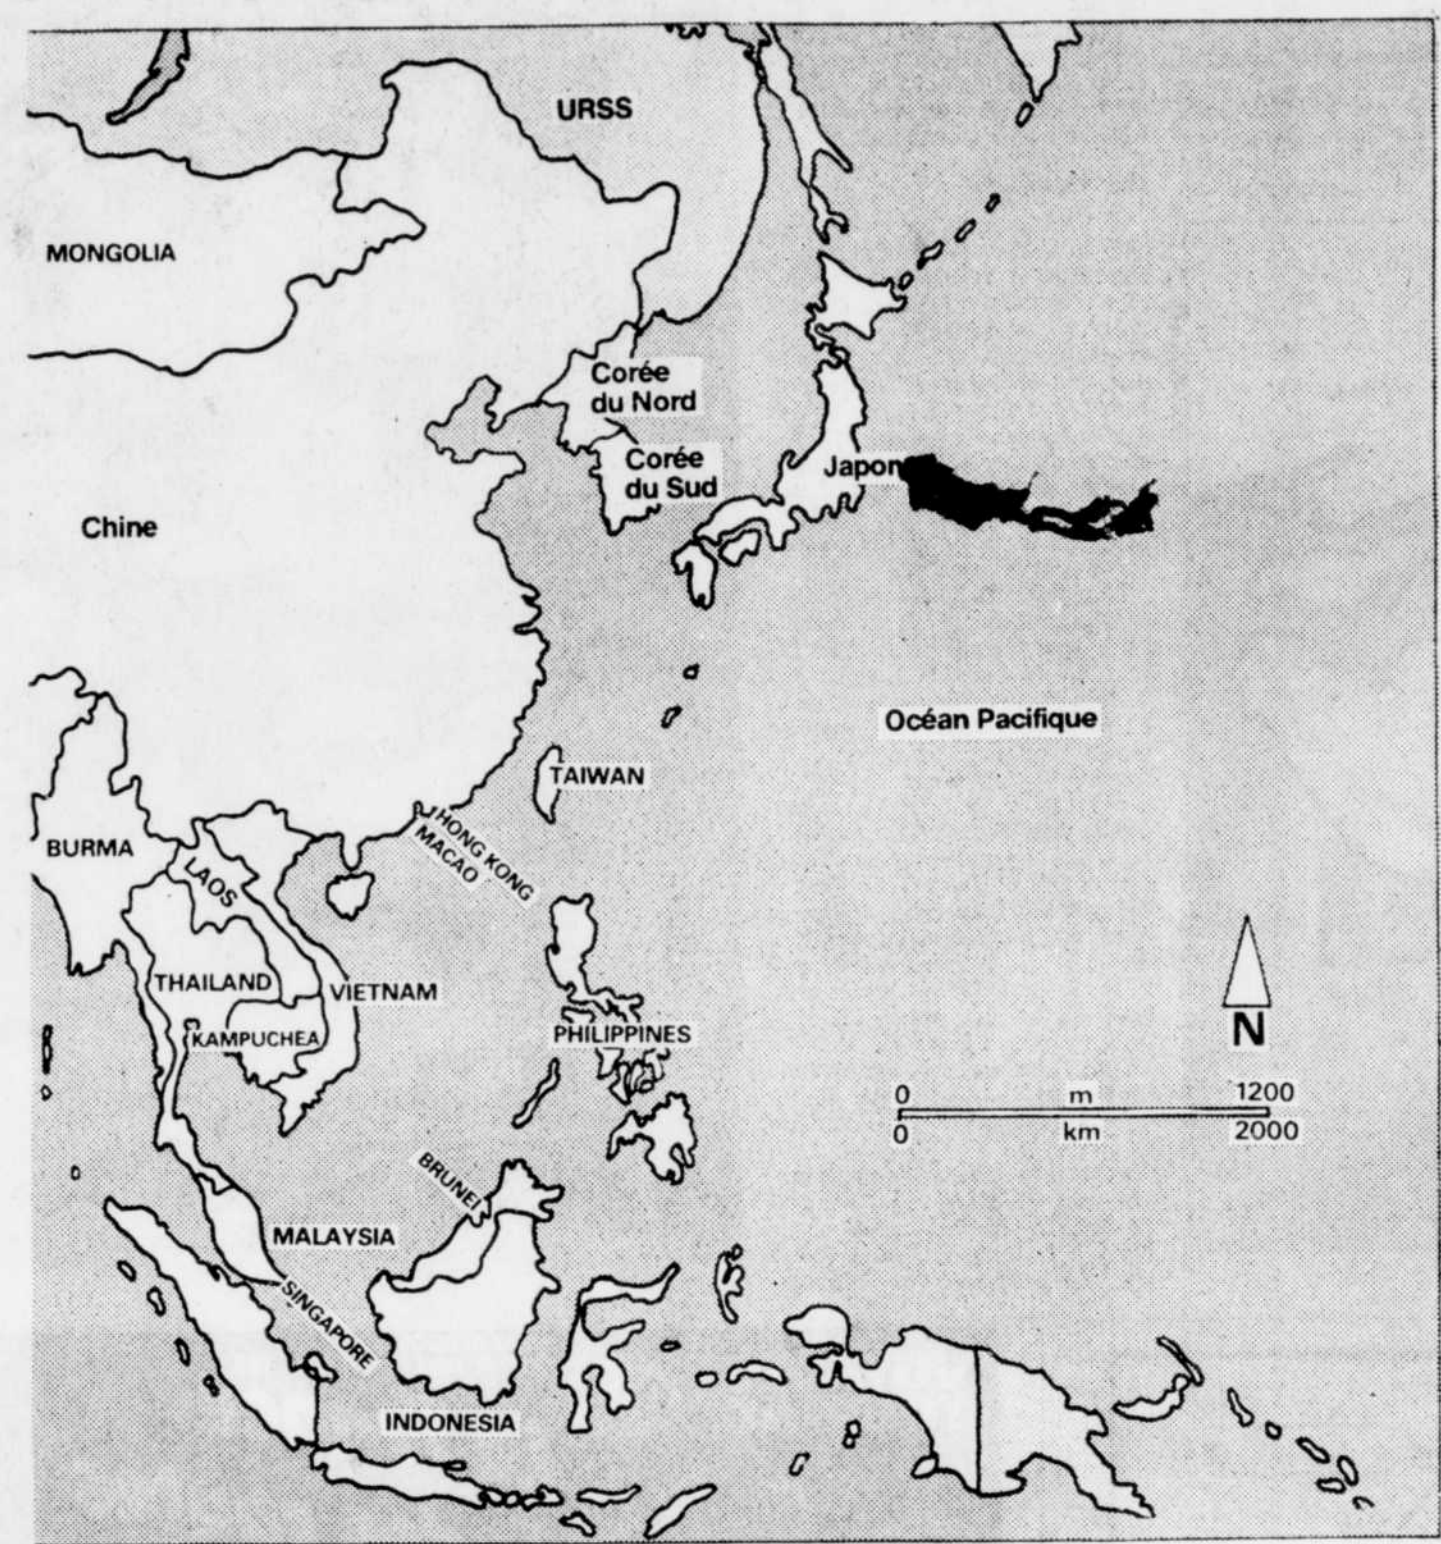 URSS
MONGOLIA
Corée
du Nord
Corée
du Sud
Japon
Chine
Océan Pacifique
TAIWAN
HONG KONG
MACAO
BURMA
LAOS
THAILAND
VIETNAM
KAMPUCHEA
PHILIPPINES
N
0 m 1200
0 km 2000
BRUNEI
MALAYSIA
SINGAPORE
INDONESIA